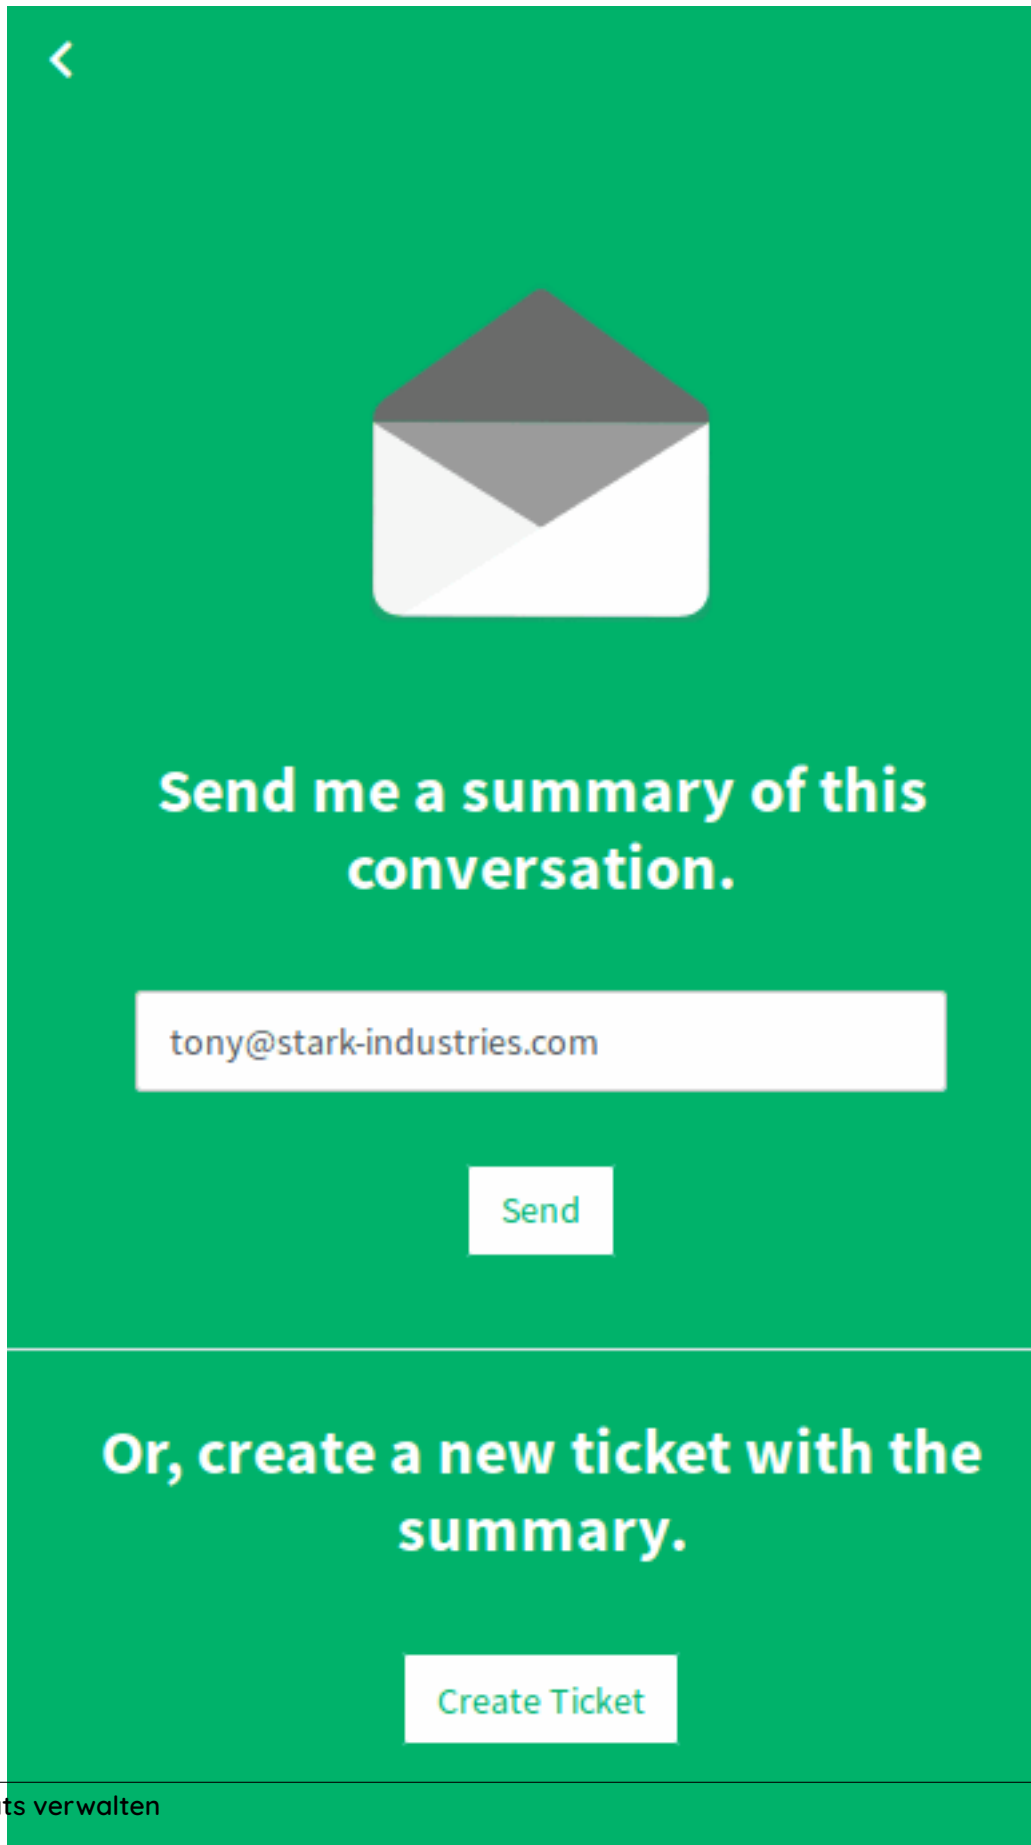 Send me a summary of this
conversation.
tony@stark-industries.com
Send
Or, create a new ticket with the
summary.
Create Ticket
verwalten